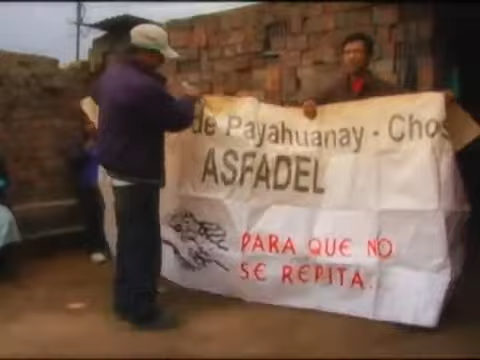 de Payahuanay - Chos
ASFADEL
PARA QUE NO
SE REPITA.